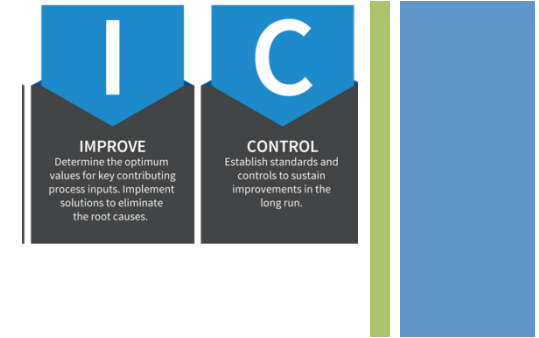 I
C
IMPROVE
Determine the optimum
values for key contributing
process inputs. Implement
solutions to eliminate
the root causes.
CONTROL
Establish standards and
controls to sustain
improvements in the
long run.